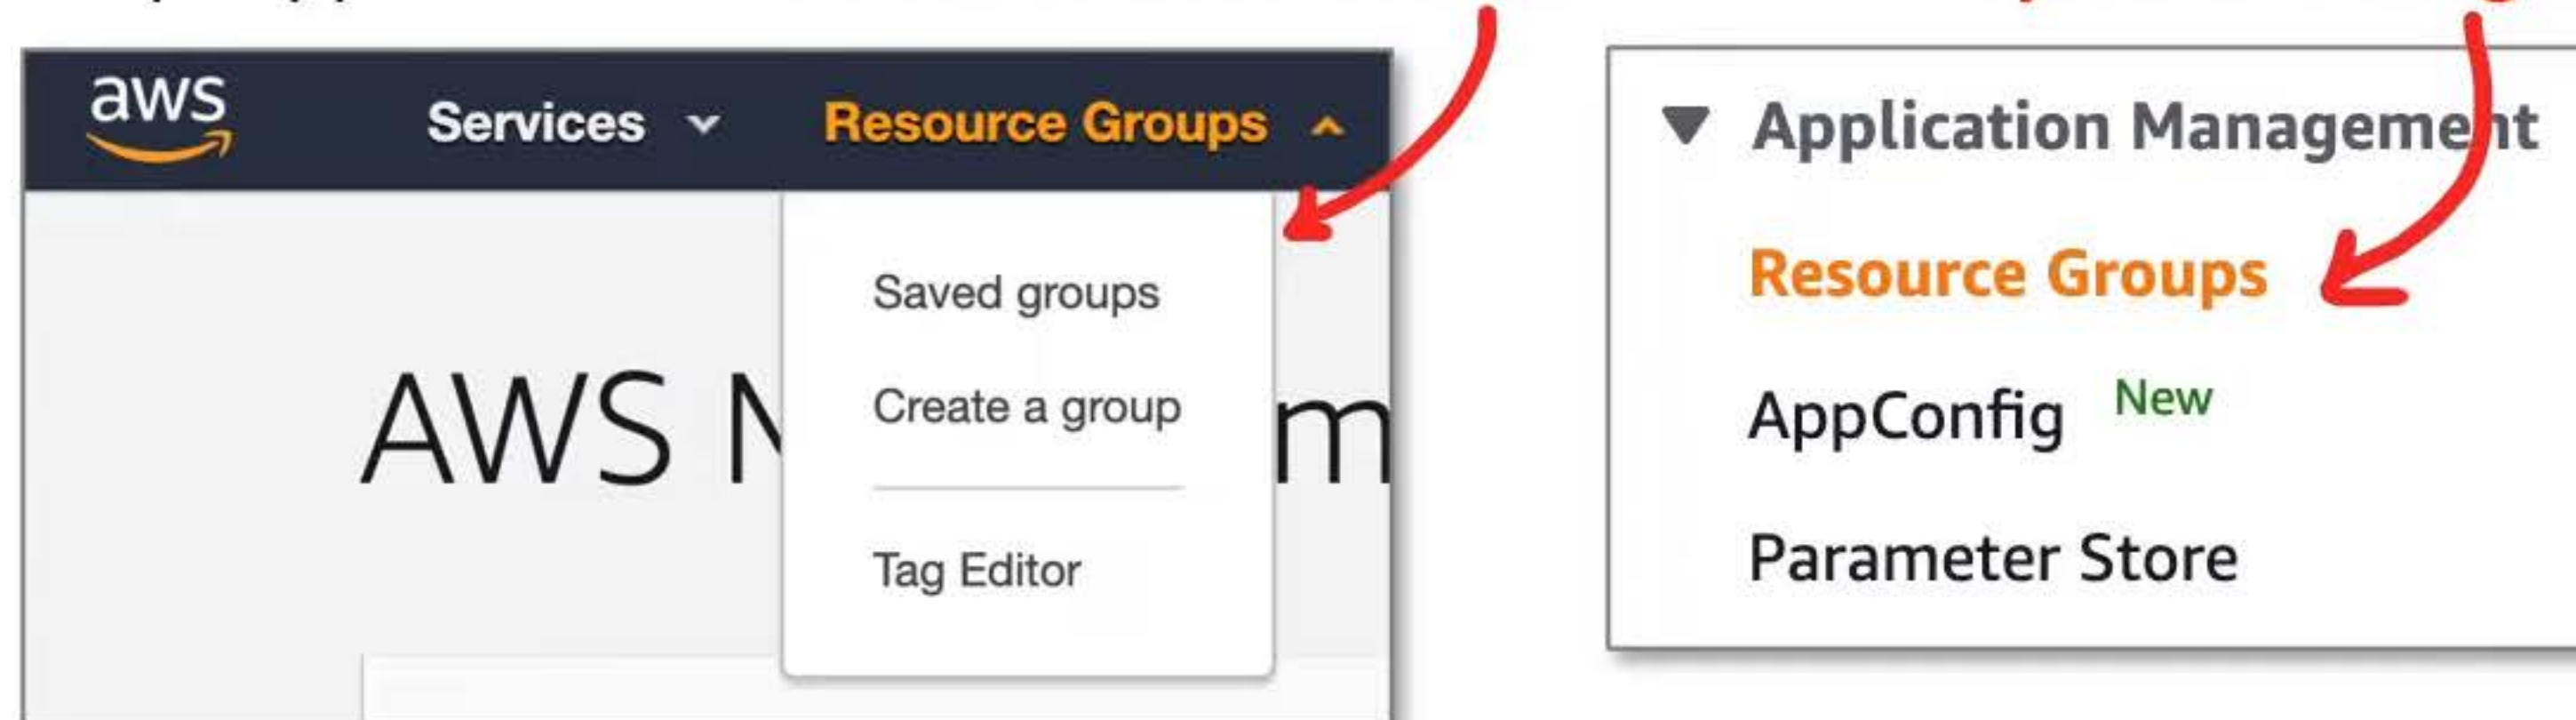 aws
Services
Resource Groups
Saved groups
Create a group
Tag Editor
AWS
m
Application Management
Resource Groups
AppConfig New
Parameter Store